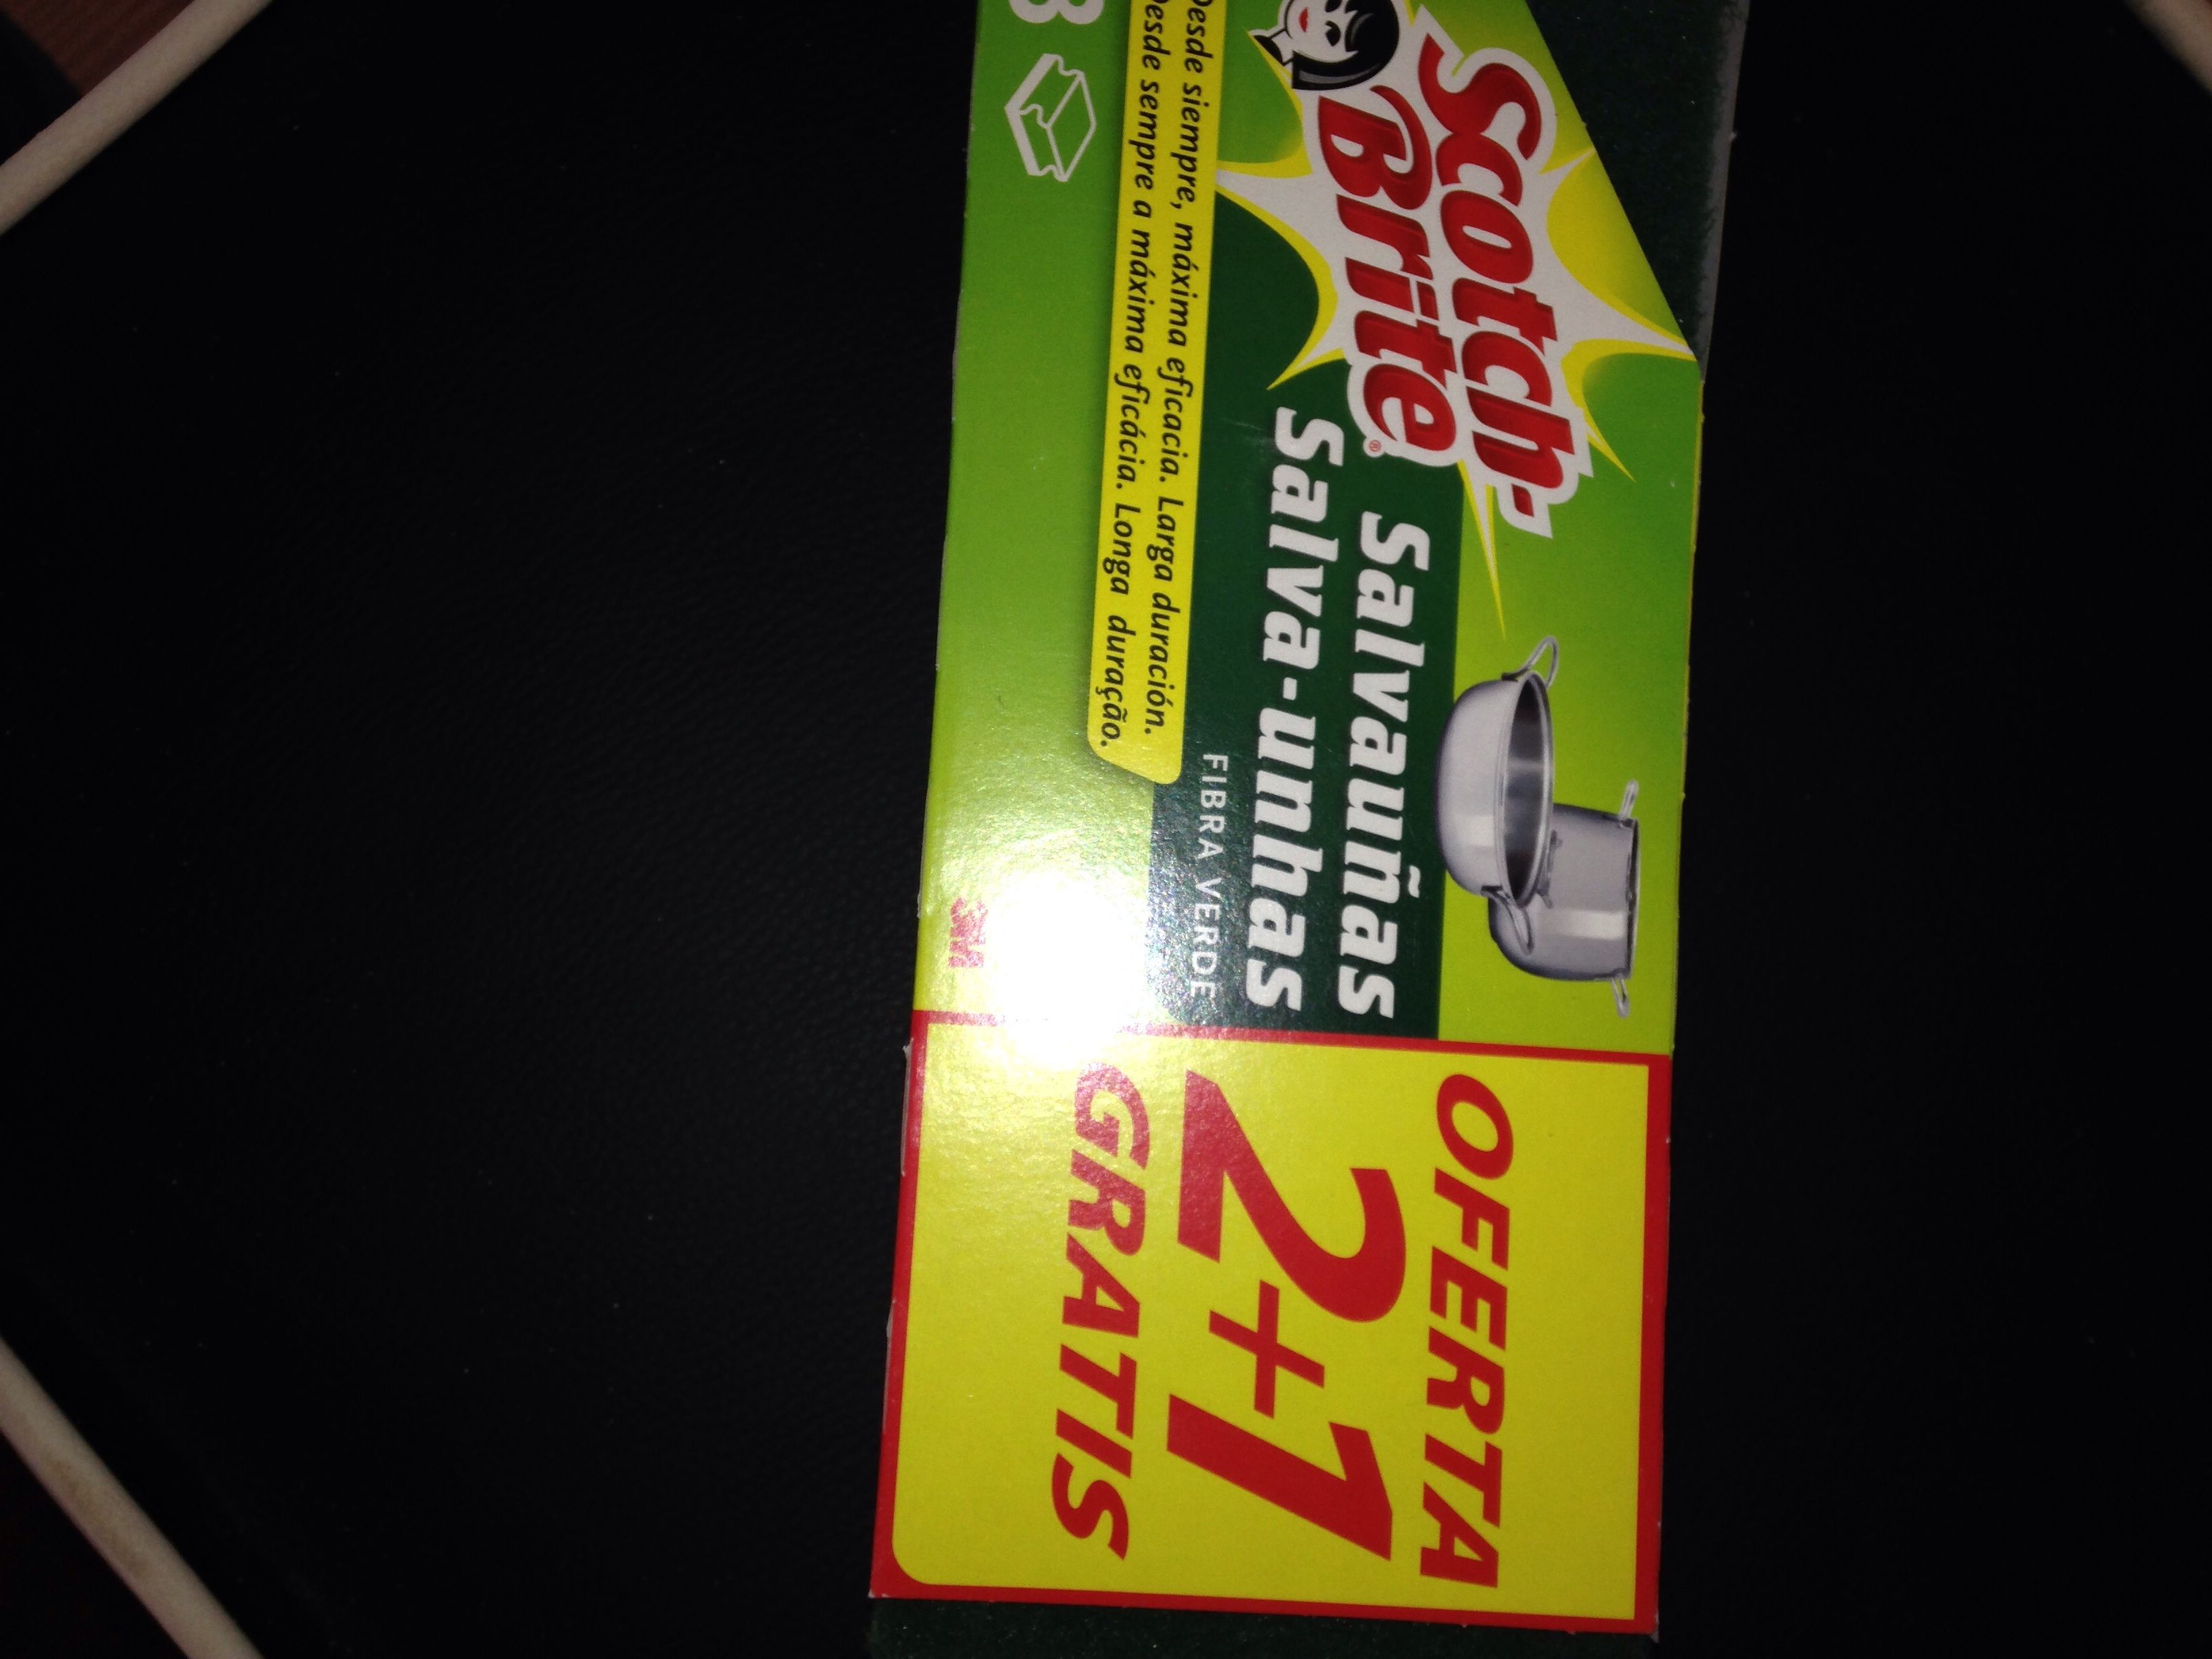 Scotch-
Brite®
Salvauñas
Salva-unhas
FIBRA VERDE
Desde siempre, máxima eficacia. Larga duración.
Desde sempre a máxima eficácia. Longa duração.
3
3M
OFERTA
2+1
GRATIS